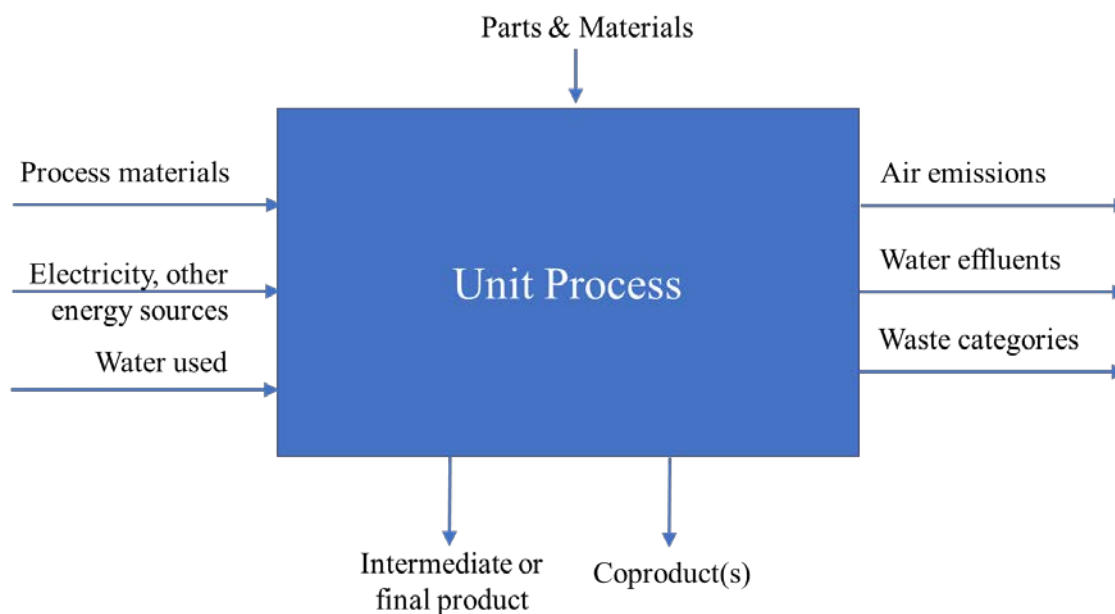 Parts & Materials
Process materials
Air emissions
Electricity, other
energy sources
Unit Process
Water effluents
Water used
Waste categories
Intermediate or
final product
Coproduct(s)